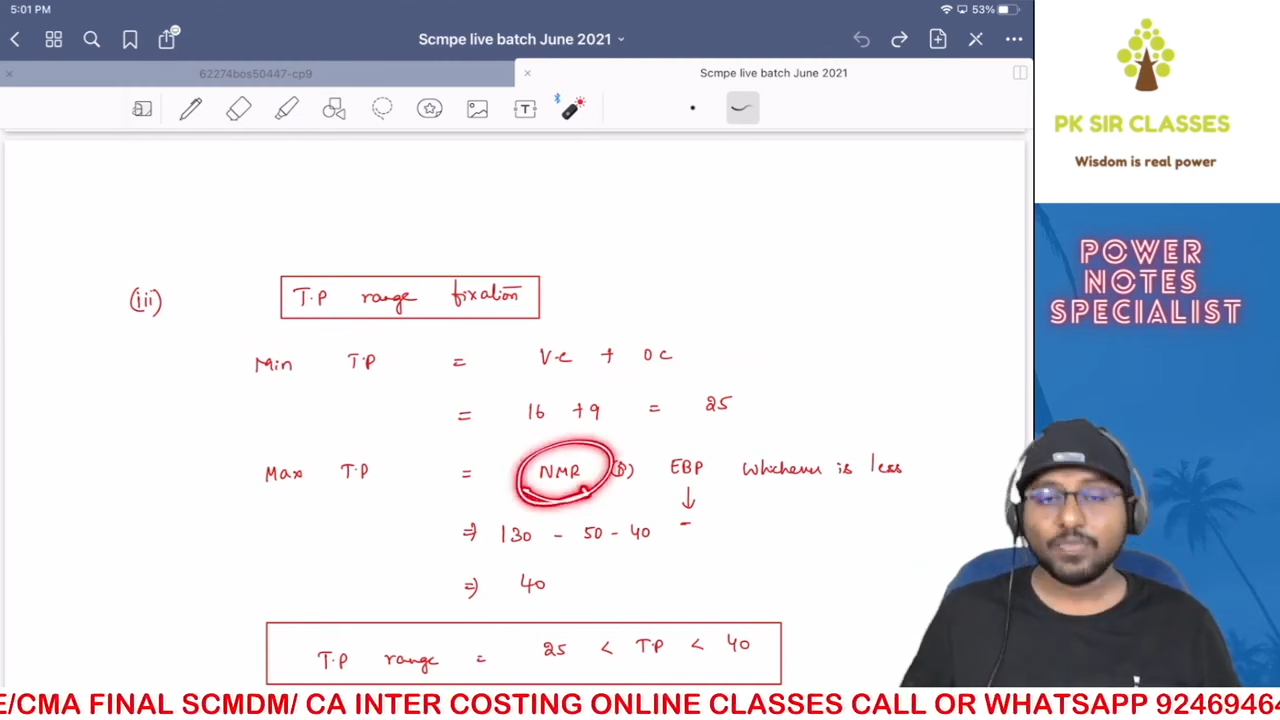 5:01 PM
53%
Scmpe live batch June 2021
62274bos50447-cp9
Scmpe live batch June 2021
PK SIR CLASSES
Wisdom is real power
POWER
NOTES
SPECIALIST
(iii) T.P range fixation
Min T.P = V.C + OC
= 16 + 9 = 25
Max T.P = NMR (or) EBP whichever is less
↓
⇒ 130 - 50 - 40 -
⇒ 40
T.P range = 25 < T.P < 40
E/CMA FINAL SCMDM/ CA INTER COSTING ONLINE CLASSES CALL OR WHATSAPP 92469464